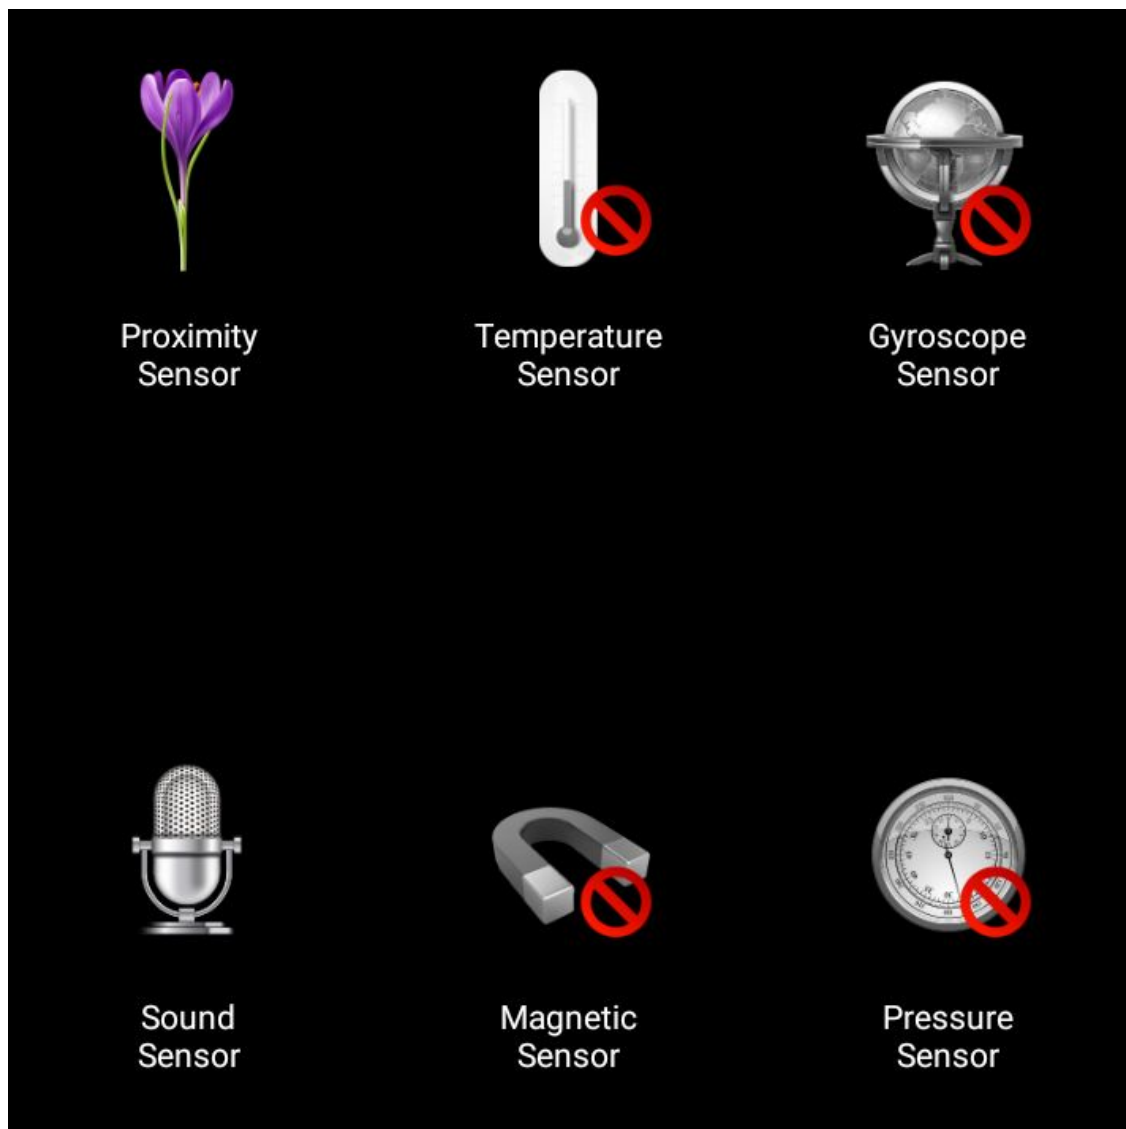 Proximity
Sensor
Temperature
Sensor
Gyroscope
Sensor
Sound
Sensor
Magnetic
Sensor
Pressure
Sensor